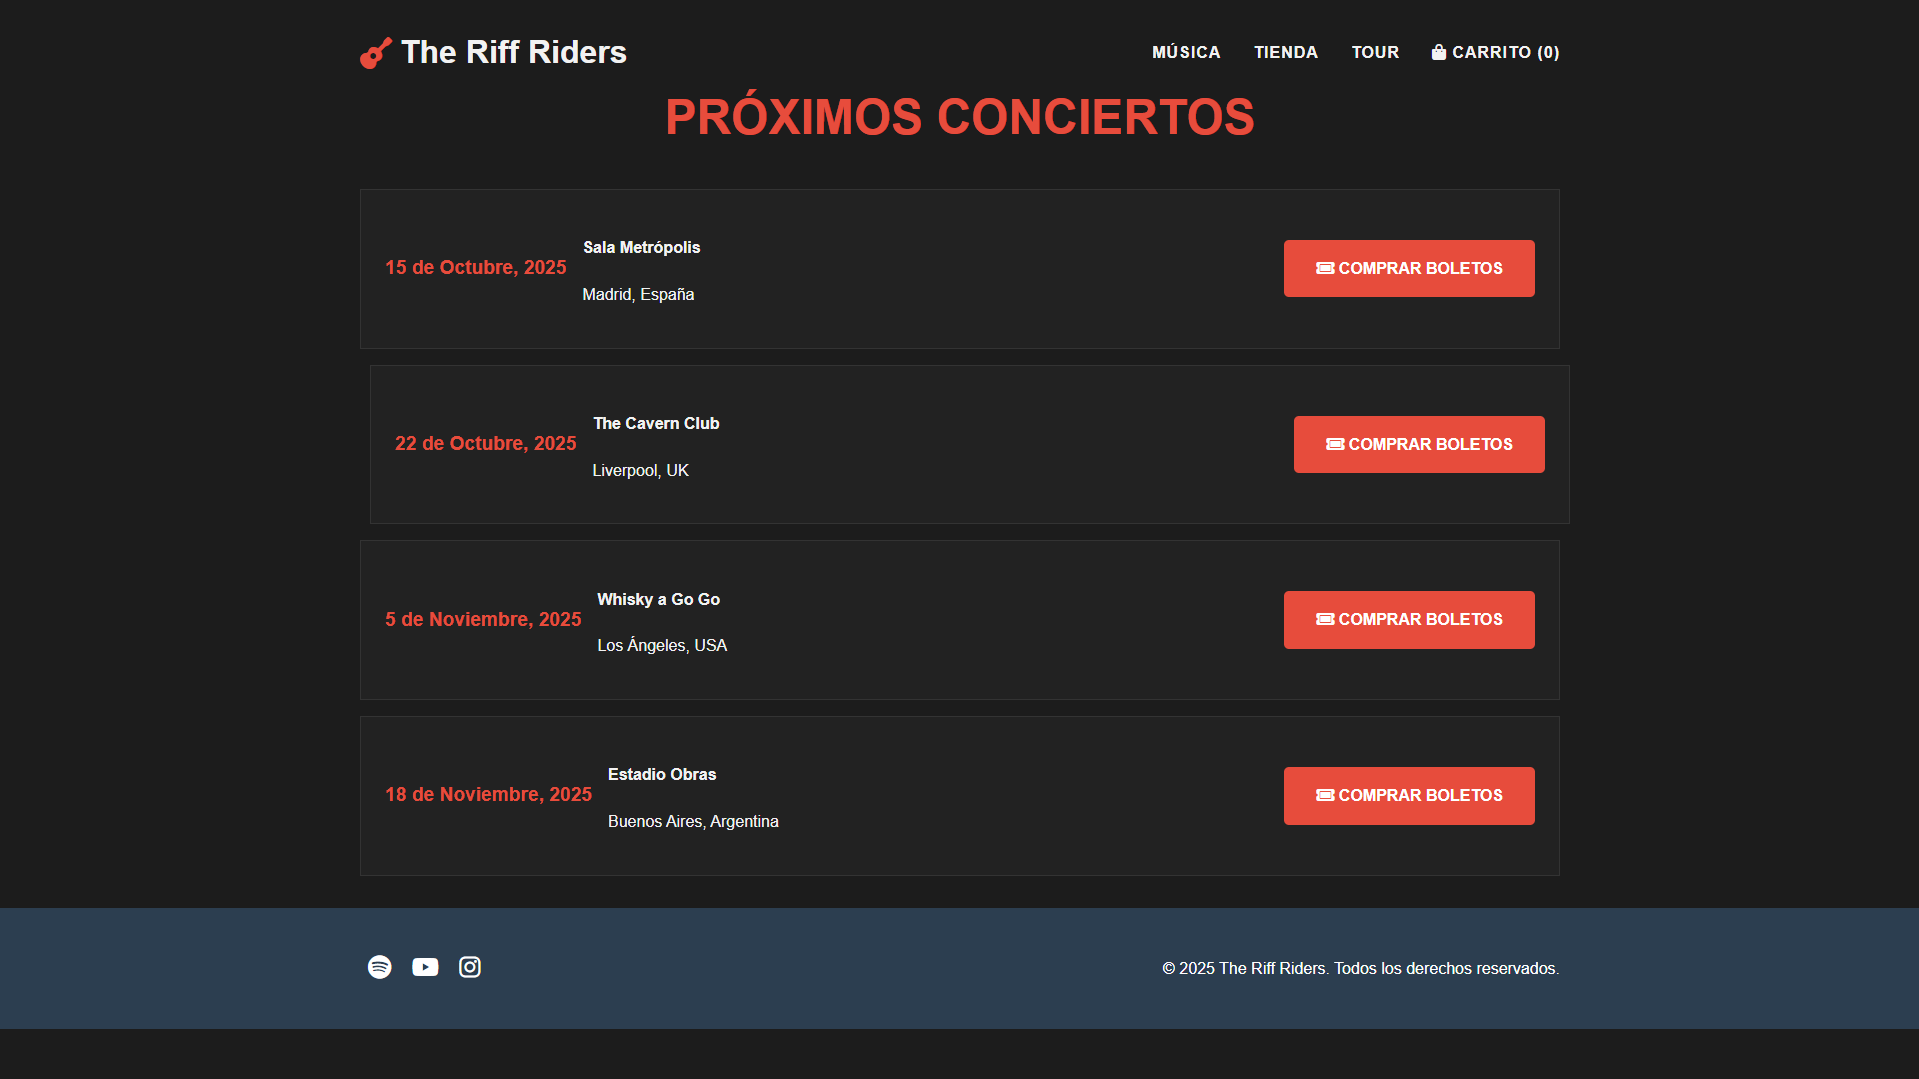 The Riff Riders
MÚSICA TIENDA TOUR CARRITO (0)
PRÓXIMOS CONCIERTOS
15 de Octubre, 2025
Sala Metrópolis
Madrid, España
COMPRAR BOLETOS
22 de Octubre, 2025
The Cavern Club
Liverpool, UK
COMPRAR BOLETOS
5 de Noviembre, 2025
Whisky a Go Go
Los Ángeles, USA
COMPRAR BOLETOS
18 de Noviembre, 2025
Estadio Obras
Buenos Aires, Argentina
COMPRAR BOLETOS
© 2025 The Riff Riders. Todos los derechos reservados.